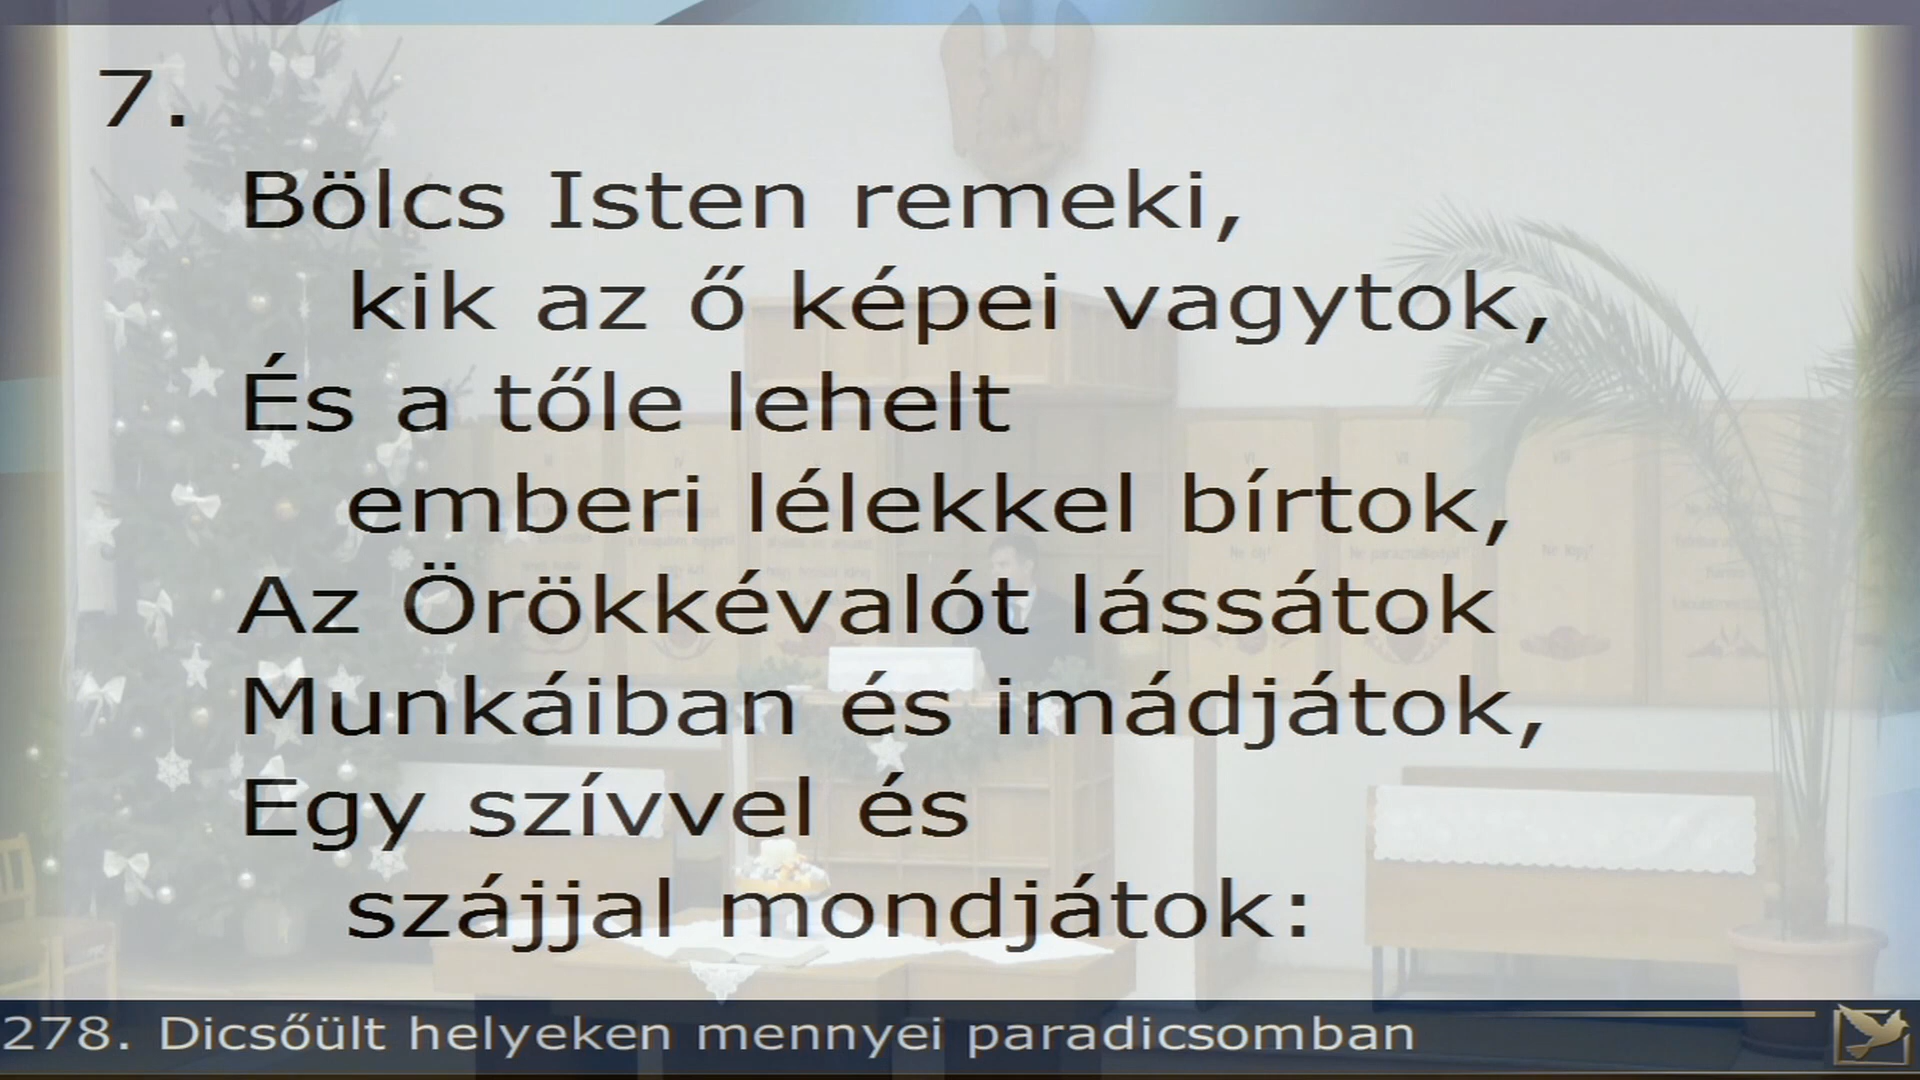 7.
Bölcs Isten remeki,
kik az ő képei vagytok,
És a tőle lehelt
emberi lélekkel bírtok,
Az Örökkévalót lássátok
Munkáiban és imádjátok,
Egy szívvel és
szájjal mondjátok:
278. Dicsőült helyeken mennyei paradicsomban